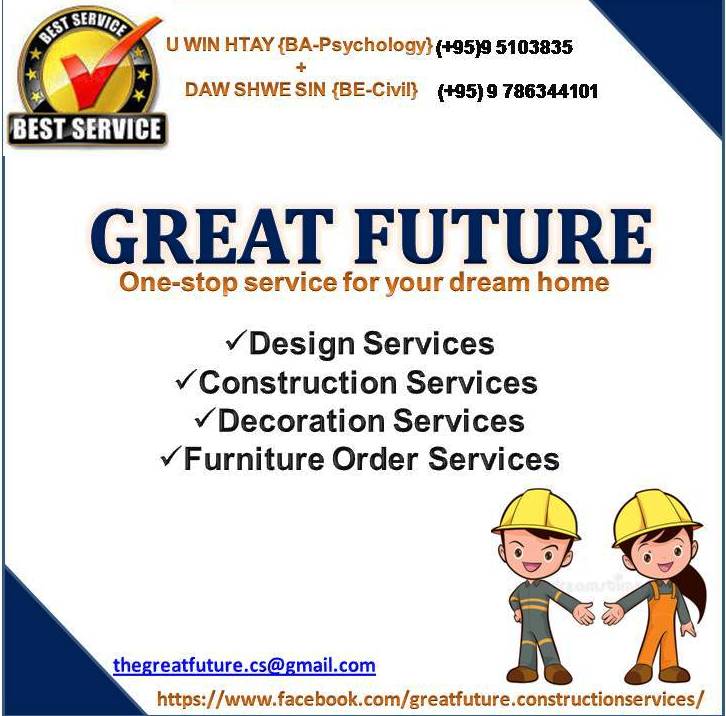 BEST SERVICE
BEST SERVICE
U WIN HTAY {BA-Psychology} (+95)9 5103835
+
DAW SHWE SIN {BE-Civil} (+95) 9 786344101
GREAT FUTURE
One-stop service for your dream home
✓Design Services
✓Construction Services
✓Decoration Services
✓Furniture Order Services
thegreatfuture.cs@gmail.com
https://www.facebook.com/greatfuture.constructionservices/